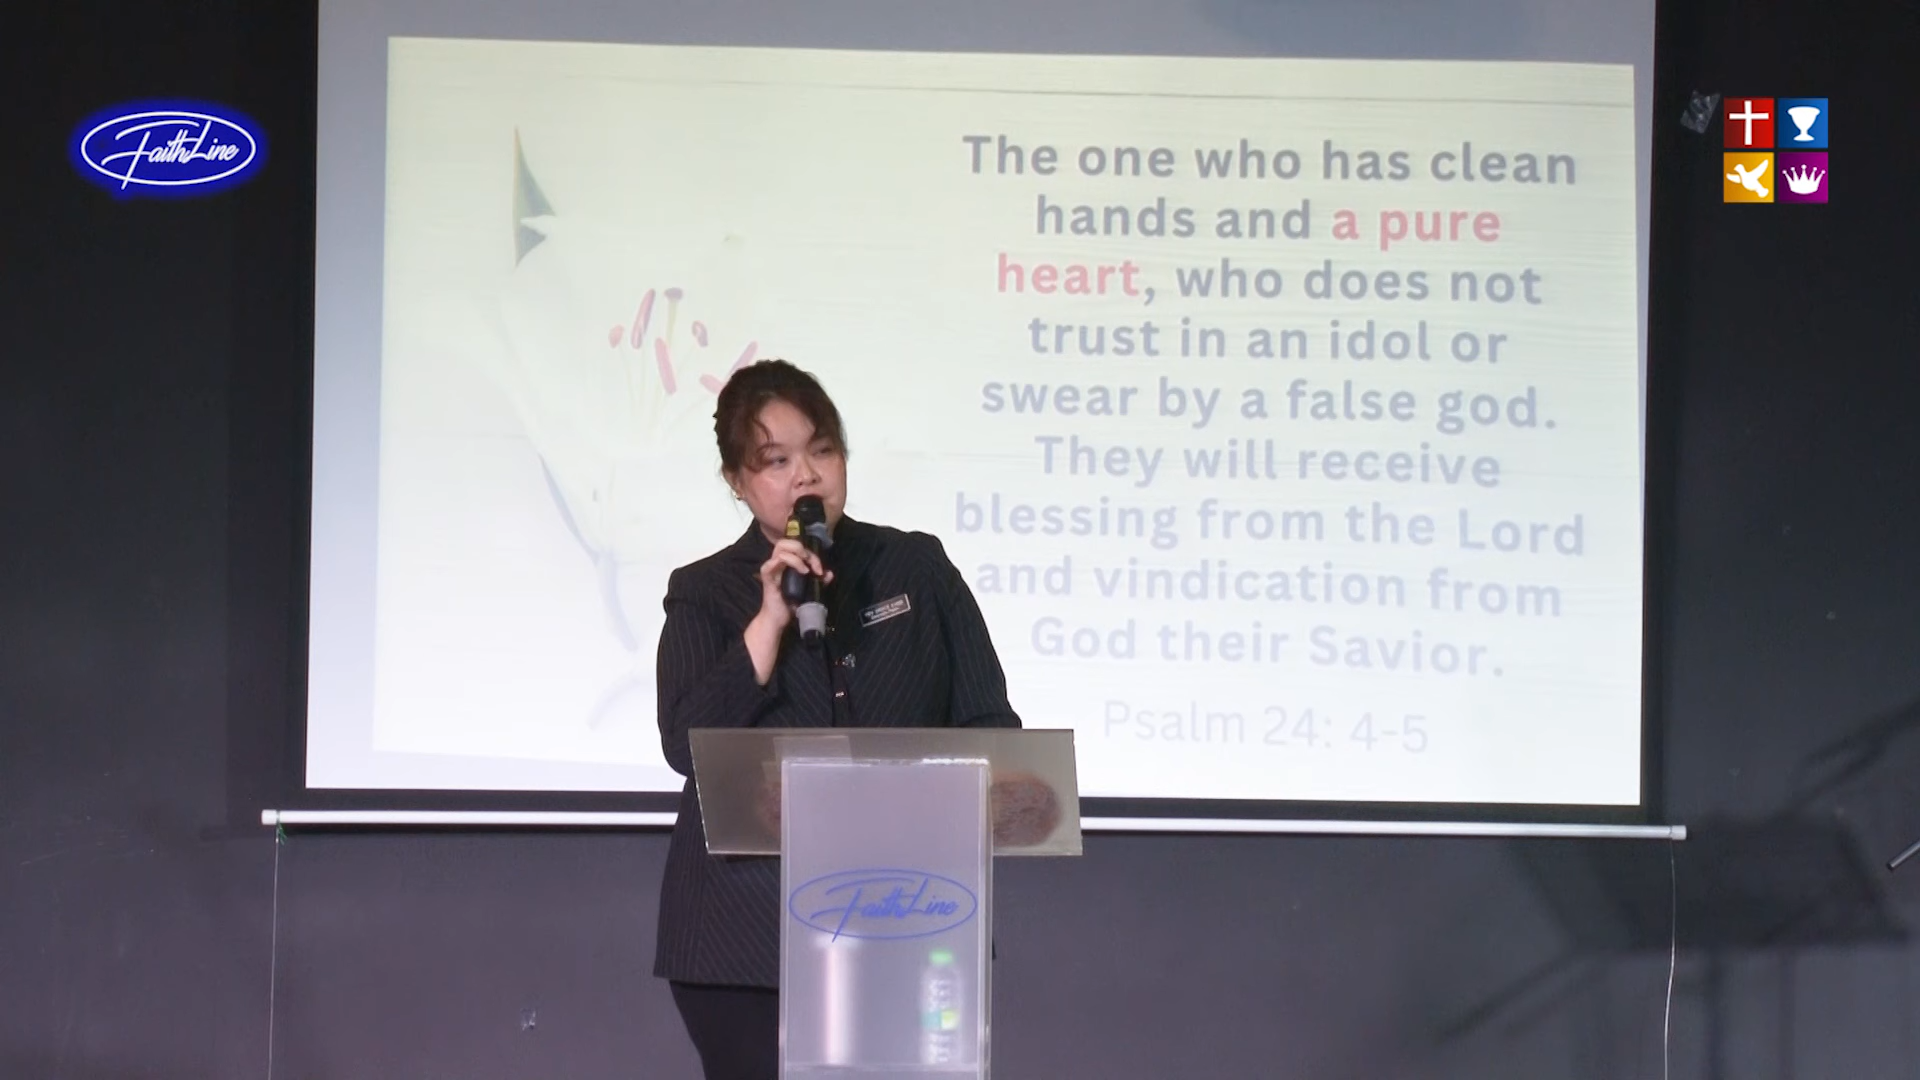 FaithLine
The one who has clean
hands and a pure
heart, who does not
trust in an idol or
swear by a false god.
They will receive
blessing from the Lord
and vindication from
God their Savior.
Psalm 24: 4-5
FaithLine